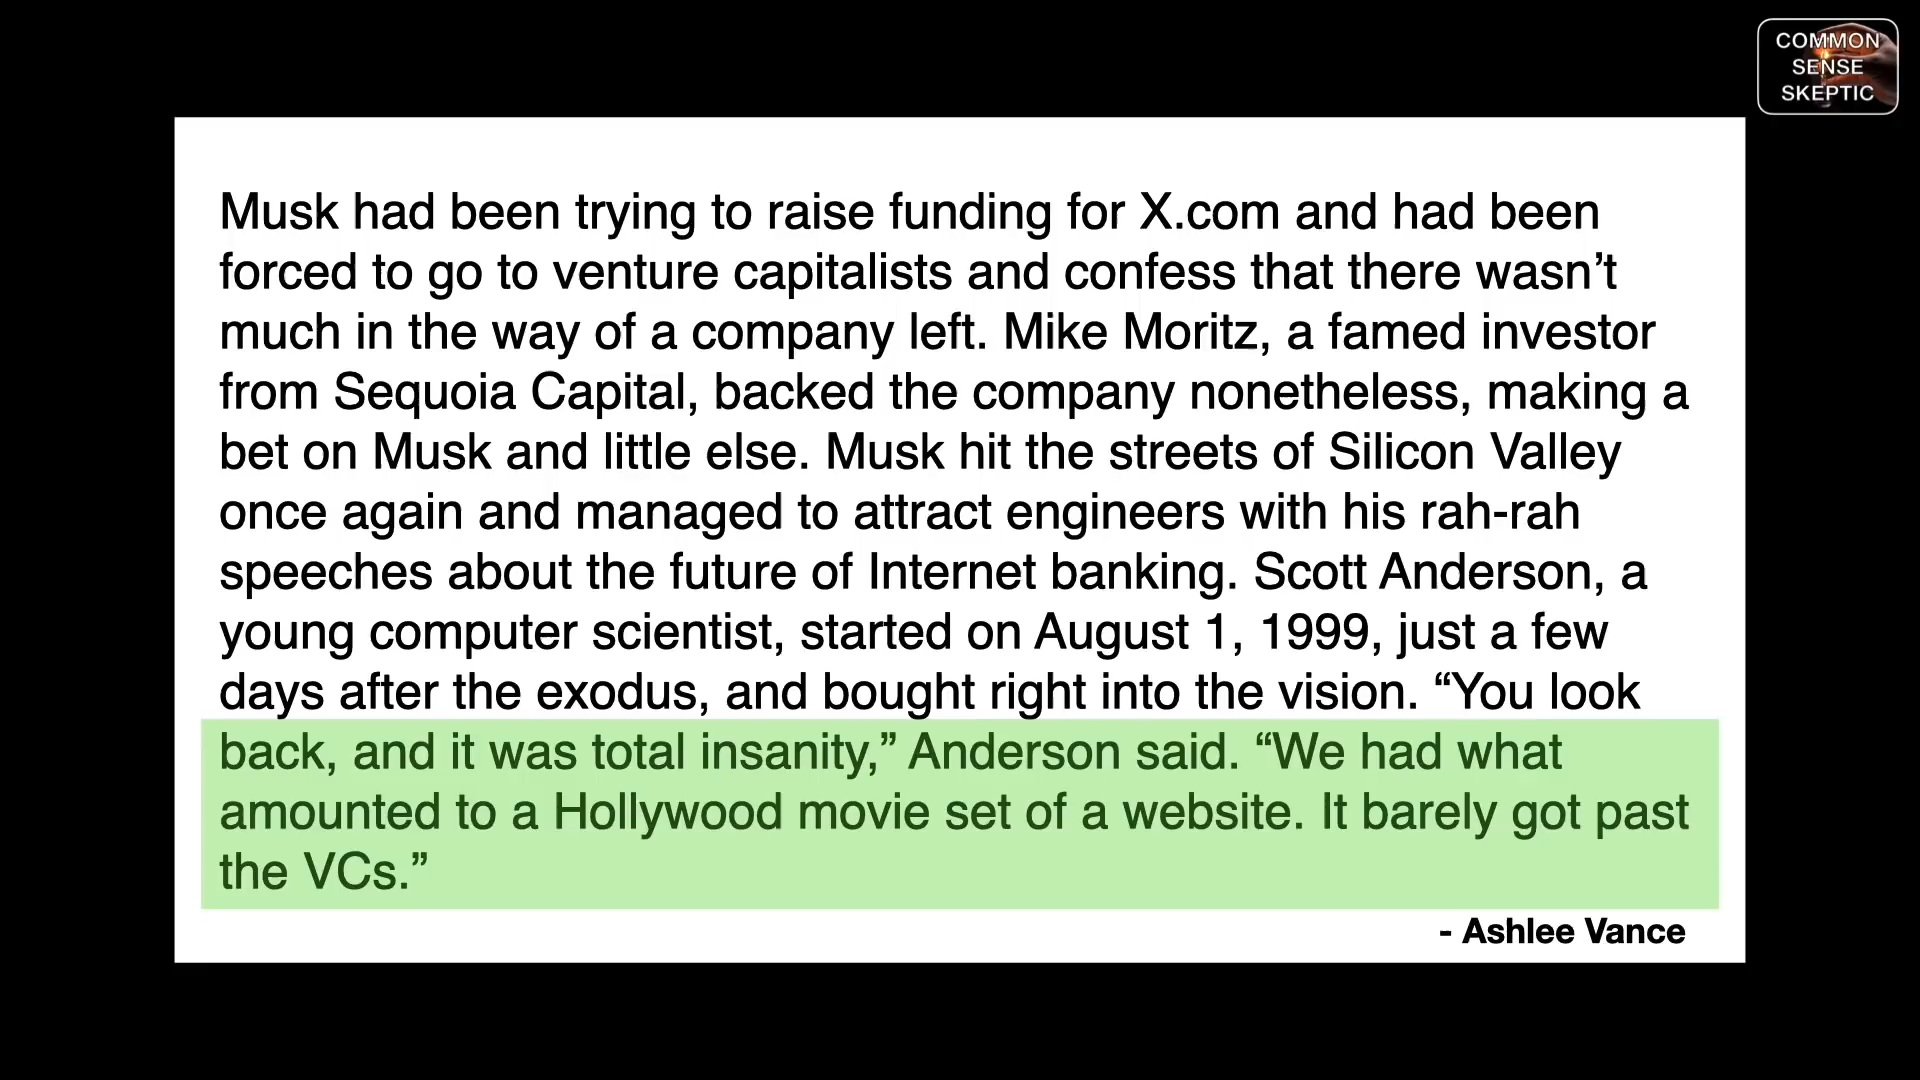 COMMON
SENSE
SKEPTIC
Musk had been trying to raise funding for X.com and had been
forced to go to venture capitalists and confess that there wasn’t
much in the way of a company left. Mike Moritz, a famed investor
from Sequoia Capital, backed the company nonetheless, making a
bet on Musk and little else. Musk hit the streets of Silicon Valley
once again and managed to attract engineers with his rah-rah
speeches about the future of Internet banking. Scott Anderson, a
young computer scientist, started on August 1, 1999, just a few
days after the exodus, and bought right into the vision. “You look
back, and it was total insanity,” Anderson said. “We had what
amounted to a Hollywood movie set of a website. It barely got past
the VCs.”
- Ashlee Vance